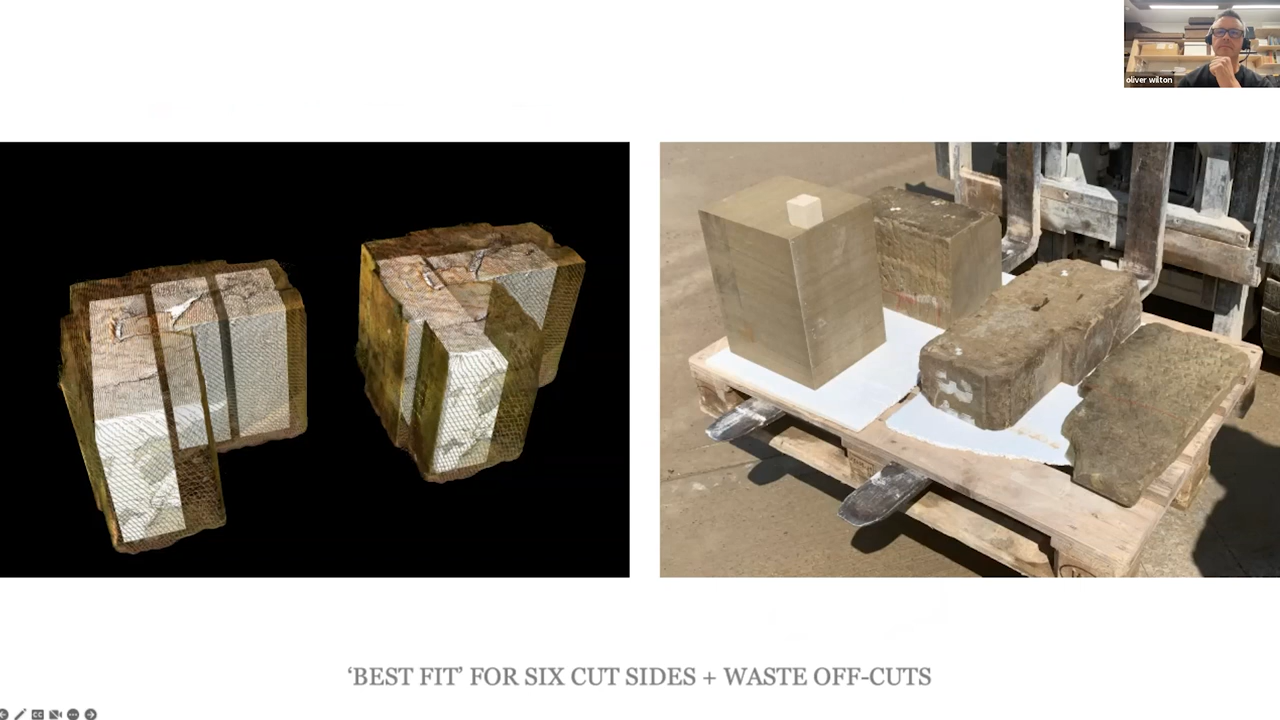 oliver wilton
‘BEST FIT’ FOR SIX CUT SIDES + WASTE OFF-CUTS